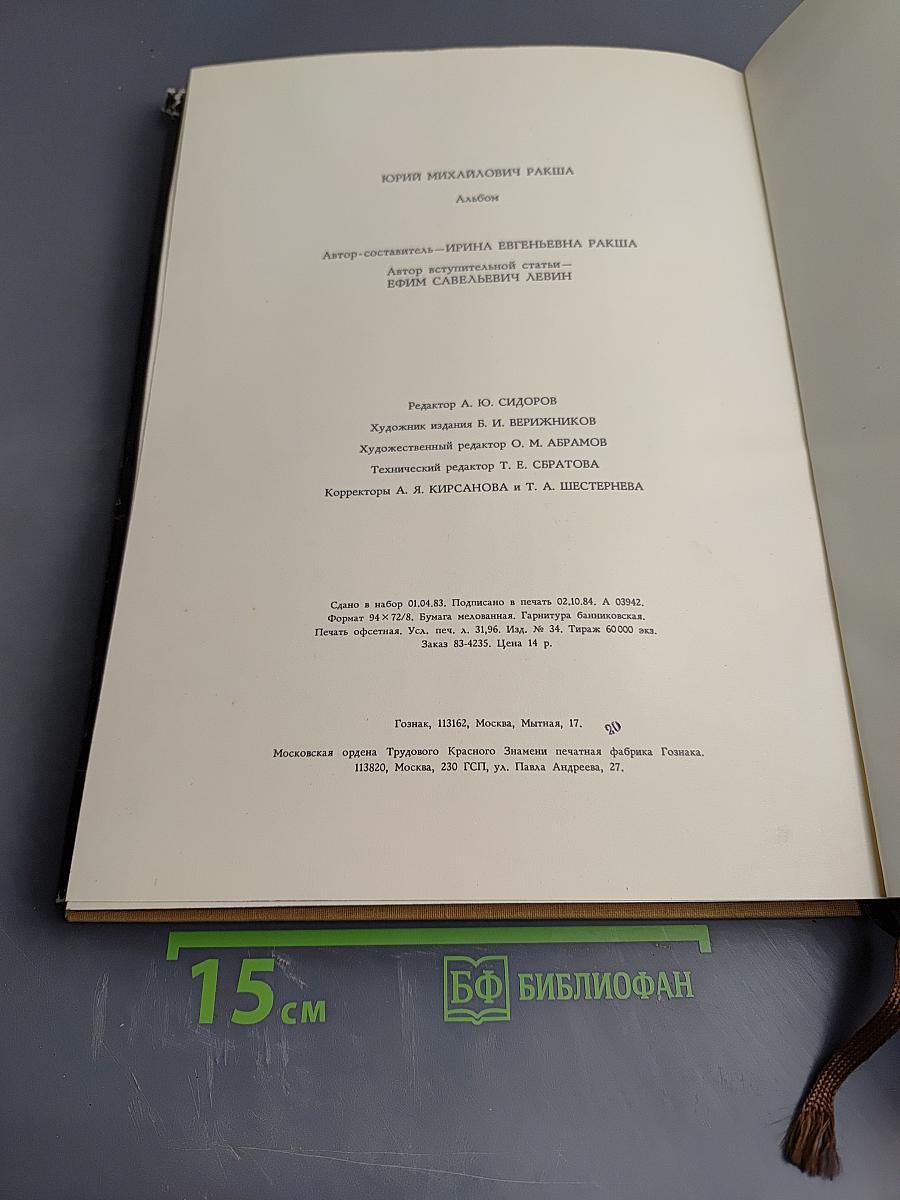 ЮРИЙ МИХАЙЛОВИЧ РАКША
Альбом
Автор-составитель—ИРИНА ЕВГЕНЬЕВНА РАКША
Автор вступительной статьи—
ЕФИМ САВЕЛЬЕВИЧ ЛЕВИН
Редактор А. Ю. СИДОРОВ
Художник издания Б. И. ВЕРИЖНИКОВ
Художественный редактор О. М. АБРАМОВ
Технический редактор Т. Е. СБРАТОВА
Корректоры А. Я. КИРСАНОВА и Т. А. ШЕСТЕРНЕВА
Сдано в набор 01.04.83. Подписано в печать 02.10.84. А 03942.
Формат 94×72/8. Бумага мелованная. Гарнитура банниковская.
Печать офсетная. Усл. печ. л. 31,96. Изд. № 34. Тираж 60000 экз.
Заказ 83-4235. Цена 14 р.
Гознак, 113162, Москва, Мытная, 17.
20
Московская ордена Трудового Красного Знамени печатная фабрика Гознака.
113820, Москва, 230 ГСП, ул. Павла Андреева, 27.
15 см
БФ БИБЛИОФАН